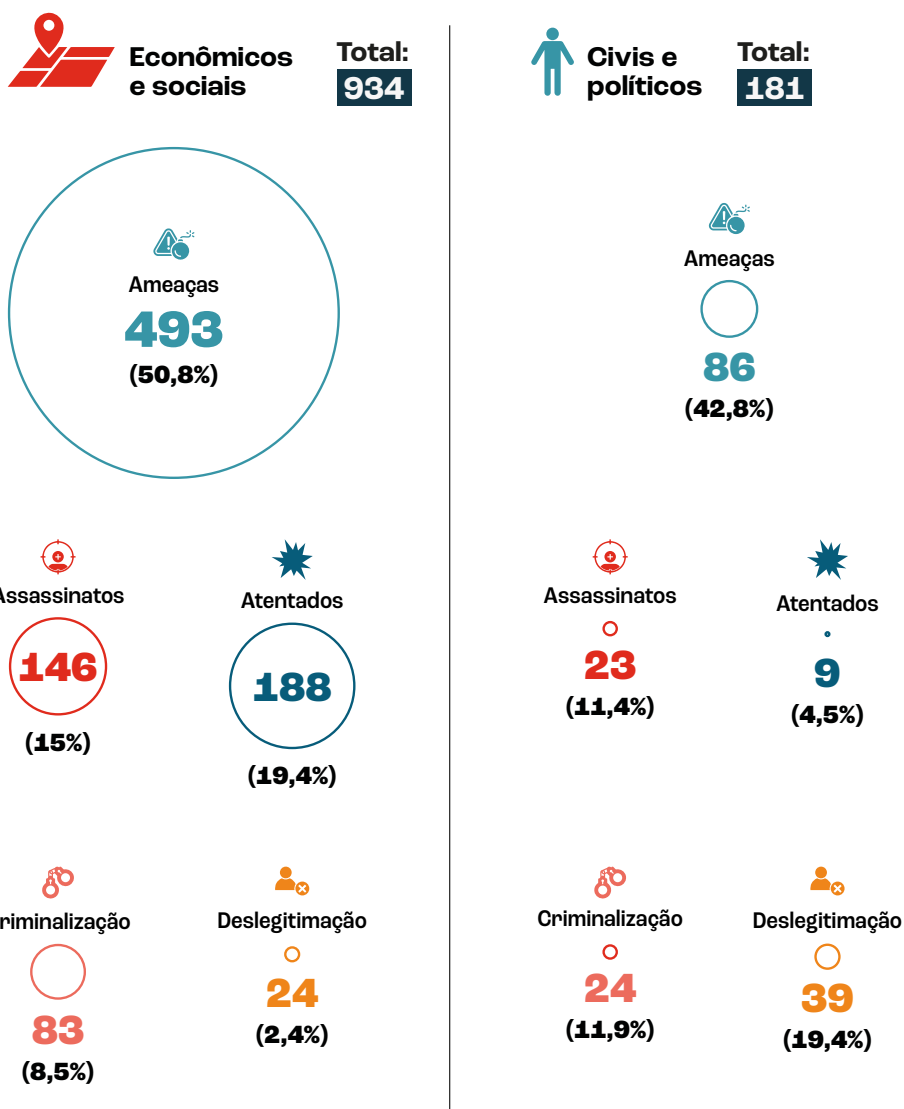 Econômicos
e sociais
Total:
934
Ameaças
493
(50,8%)
Assassinatos
146
(15%)
Atentados
188
(19,4%)
riminalização
83
(8,5%)
Deslegitimação
24
(2,4%)
Civis e
políticos
Total:
181
Ameaças
86
(42,8%)
Assassinatos
23
(11,4%)
Atentados
9
(4,5%)
Criminalização
24
(11,9%)
Deslegitimação
39
(19,4%)